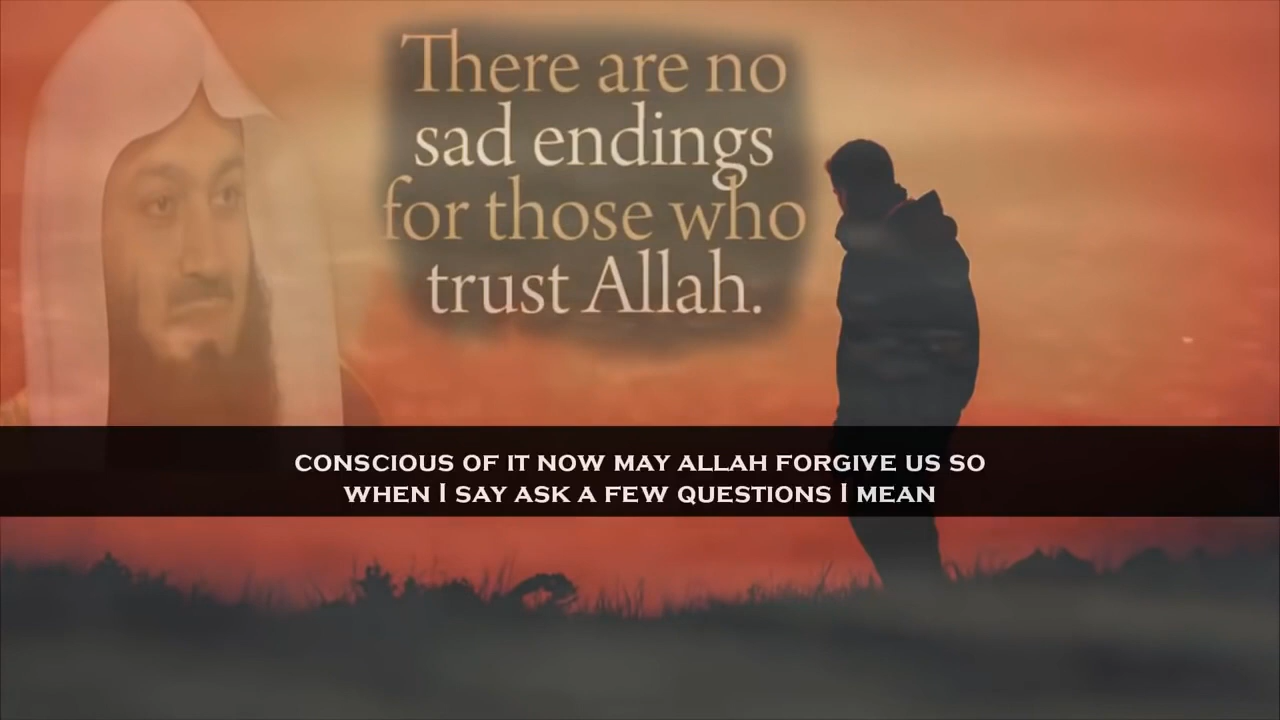 There are no
sad endings
for those who
trust Allah.
CONSCIOUS OF IT NOW MAY ALLAH FORGIVE US SO
WHEN I SAY ASK A FEW QUESTIONS I MEAN